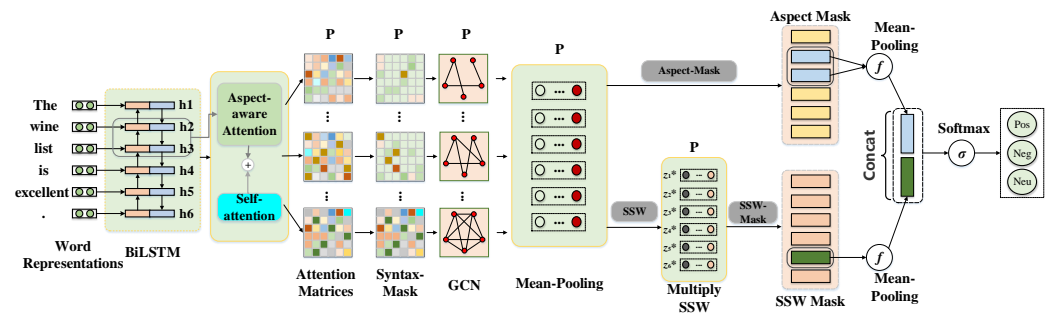 The
wine
list
is
excellent
.
Word
Representations
h1
h2
h3
h4
h5
h6
BiLSTM
Aspect-
aware
Attention
+
Self-
attention
P
P
P
Attention
Matrices
Syntax-
Mask
GCN
P
Mean-Pooling
Aspect-Mask
SSW
P
z₁*
z₂*
z₃*
z₄*
z₅*
z₆*
Multiply
SSW
SSW-
Mask
Aspect Mask
SSW Mask
Mean-
Pooling
f
f
Mean-
Pooling
Concat
Softmax
σ
Pos
Neg
Neu